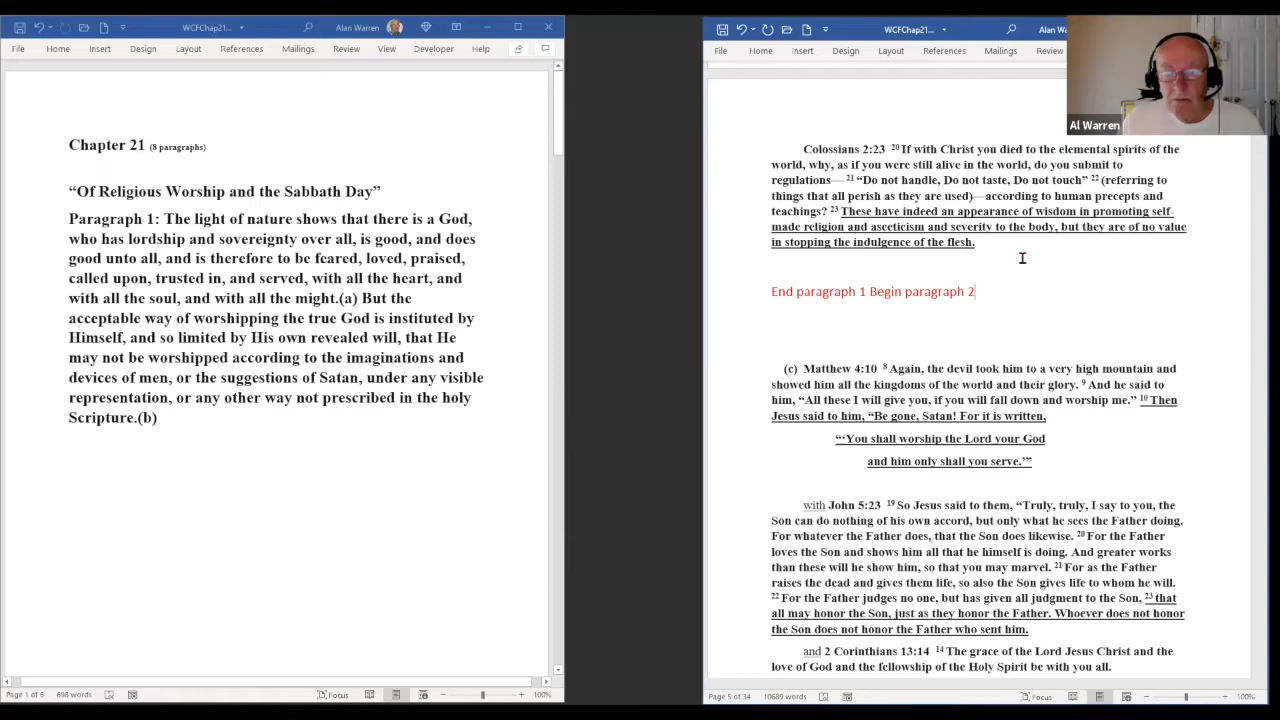 WCFChap21...
Alan Warren
File Home Insert Design Layout References Mailings Review View Developer Help
Chapter 21 (8 paragraphs)
“Of Religious Worship and the Sabbath Day”
Paragraph 1: The light of nature shows that there is a God,
who has lordship and sovereignty over all, is good, and does
good unto all, and is therefore to be feared, loved, praised,
called upon, trusted in, and served, with all the heart, and
with all the soul, and with all the might.(a) But the
acceptable way of worshipping the true God is instituted by
Himself, and so limited by His own revealed will, that He
may not be worshipped according to the imaginations and
devices of men, or the suggestions of Satan, under any visible
representation, or any other way not prescribed in the holy
Scripture.(b)
Page 1 of 6 698 words Focus 100%
WCFChap21...
Alan Wa
File Home Insert Design Layout References Mailings Review
Al Warren
Colossians 2:23 20 If with Christ you died to the elemental spirits of the
world, why, as if you were still alive in the world, do you submit to
regulations— 21 “Do not handle, Do not taste, Do not touch” 22 (referring to
things that all perish as they are used)—according to human precepts and
teachings? 23 These have indeed an appearance of wisdom in promoting self-
made religion and asceticism and severity to the body, but they are of no value
in stopping the indulgence of the flesh.
End paragraph 1 Begin paragraph 2
(c) Matthew 4:10 8 Again, the devil took him to a very high mountain and
showed him all the kingdoms of the world and their glory. 9 And he said to
him, “All these I will give you, if you will fall down and worship me.” 10 Then
Jesus said to him, “Be gone, Satan! For it is written,
“‘You shall worship the Lord your God
and him only shall you serve.’”
with John 5:23 19 So Jesus said to them, “Truly, truly, I say to you, the
Son can do nothing of his own accord, but only what he sees the Father doing.
For whatever the Father does, that the Son does likewise. 20 For the Father
loves the Son and shows him all that he himself is doing. And greater works
than these will he show him, so that you may marvel. 21 For as the Father
raises the dead and gives them life, so also the Son gives life to whom he will.
22 For the Father judges no one, but has given all judgment to the Son, 23 that
all may honor the Son, just as they honor the Father. Whoever does not honor
the Son does not honor the Father who sent him.
and 2 Corinthians 13:14 14 The grace of the Lord Jesus Christ and the
love of God and the fellowship of the Holy Spirit be with you all.
Page 5 of 34 10689 words Focus 100%